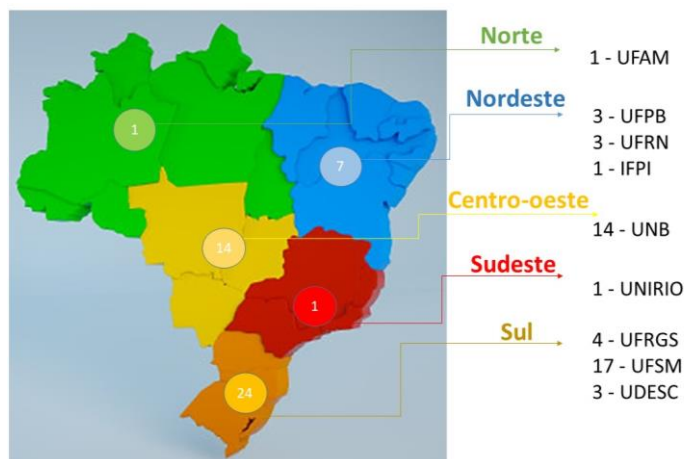 Norte
1 - UFAM
1
Nordeste
3 - UFPB
3 - UFRN
1 - IFPI
7
Centro-oeste
14 - UNB
14
Sudeste
1 - UNIRIO
1
Sul
4 - UFRGS
17 - UFSM
3 - UDESC
24